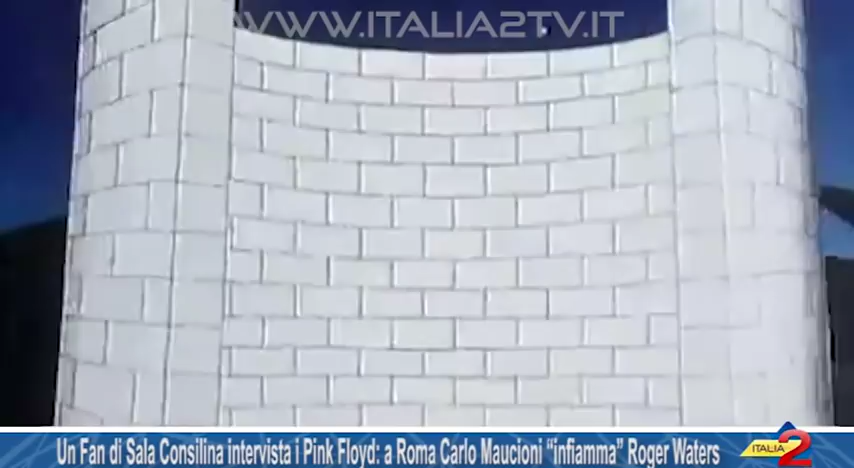 WWW.ITALIA2TV.IT
Un Fan di Sala Consilina intervista i Pink Floyd: a Roma Carlo Maucioni “infiamma” Roger Waters
ITALIA 2